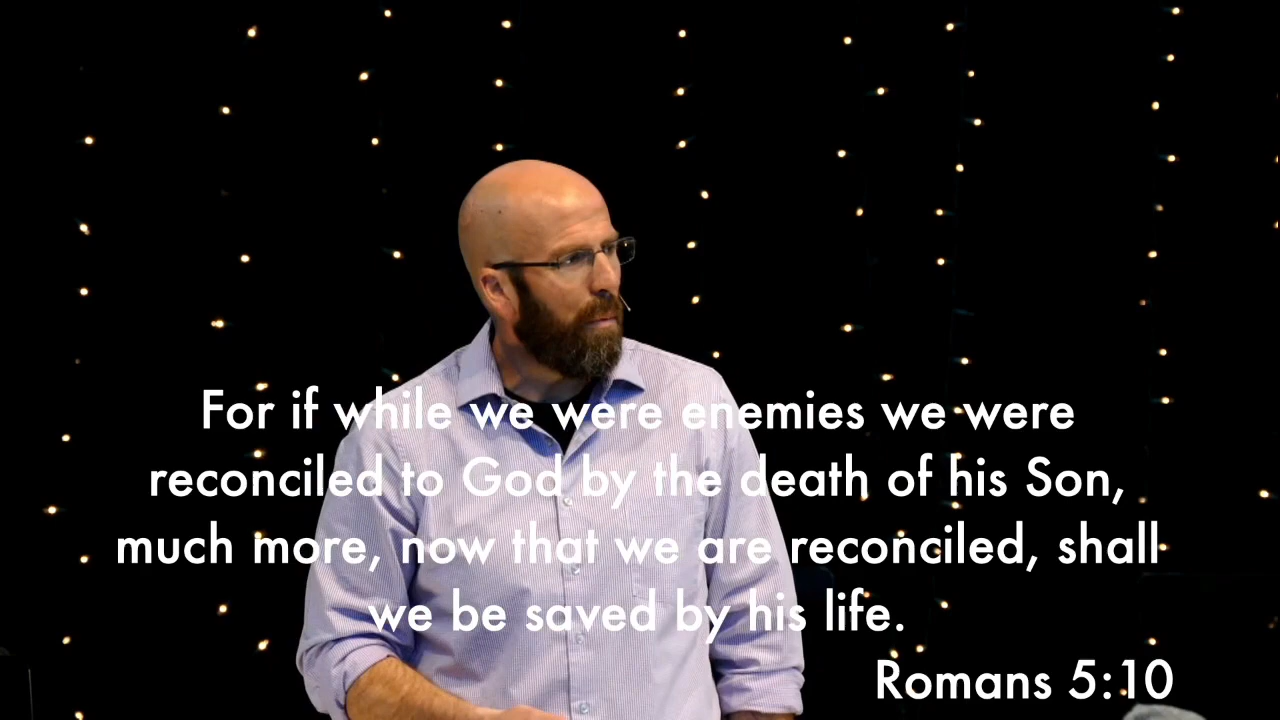 For if while we were enemies we were
reconciled to God by the death of his Son,
much more, now that we are reconciled, shall
we be saved by his life.
Romans 5:10